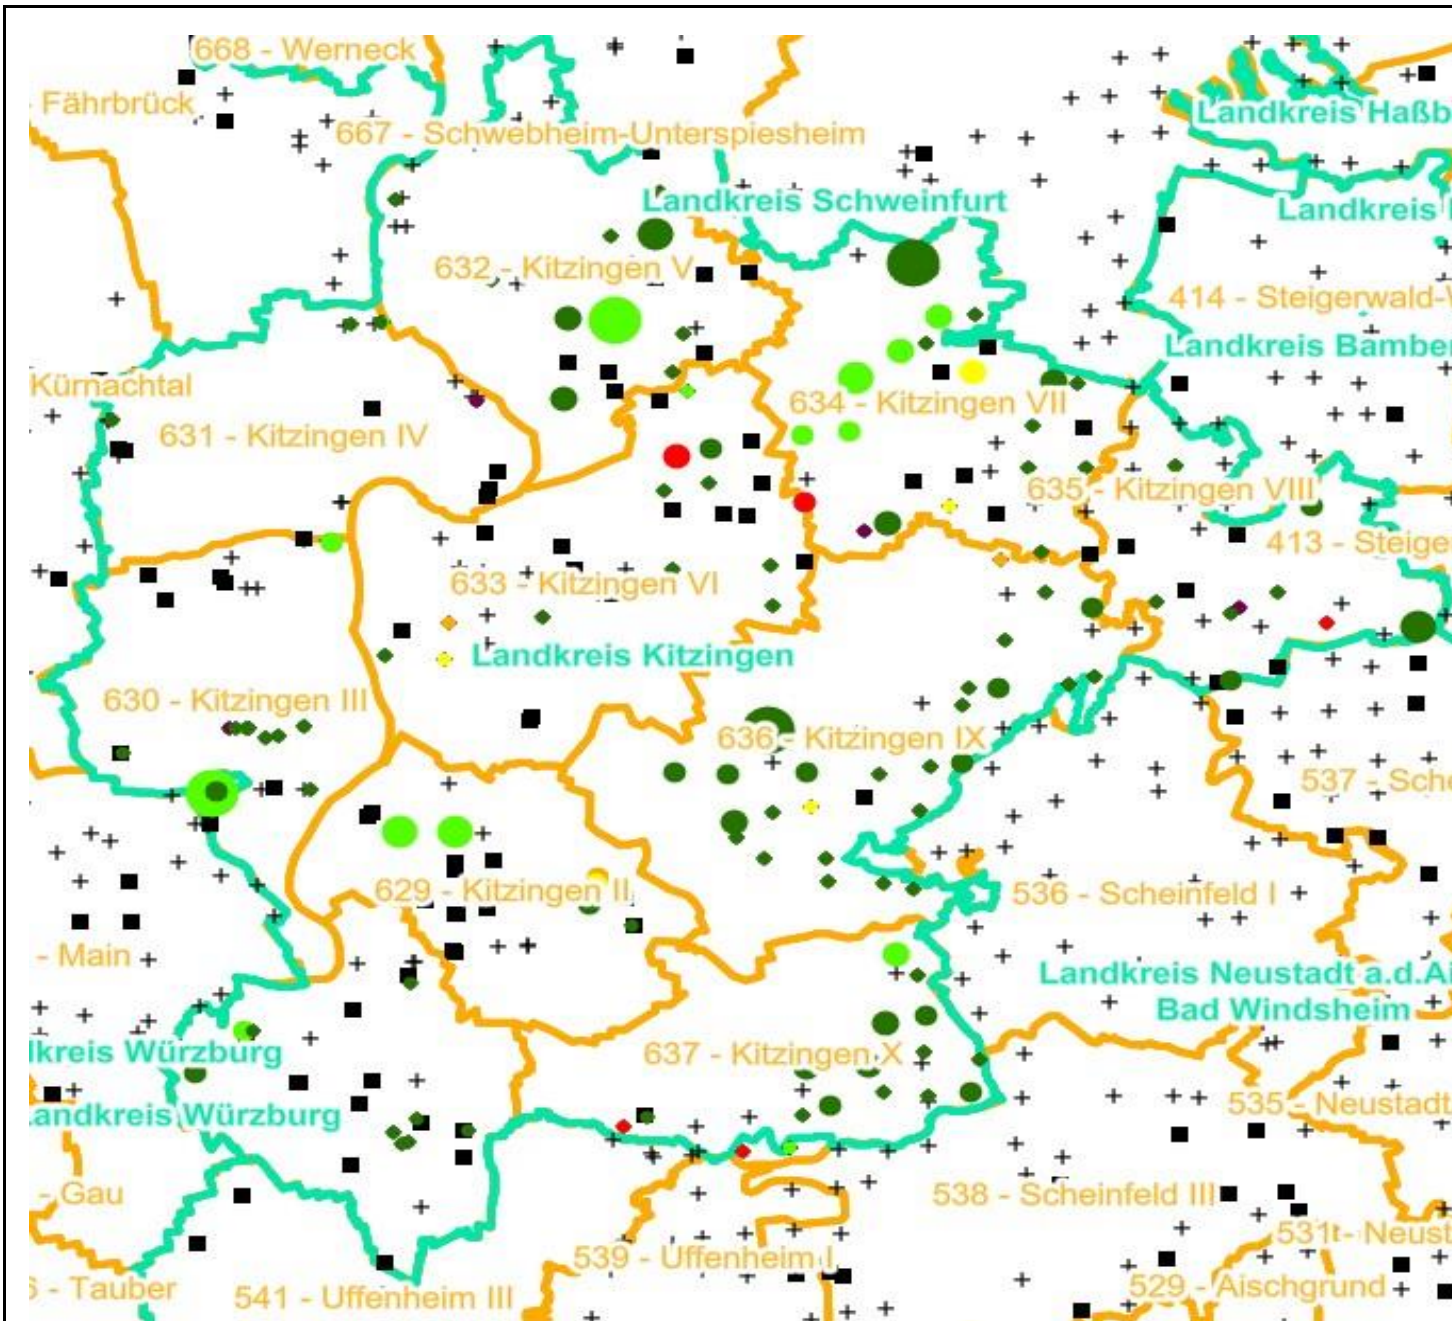 668 - Werneck
Fährbrück
Landkreis Haßb
667 - Schwebheim-Unterspiesheim
Landkreis Schweinfurt
Landkreis
632 - Kitzingen V
414 - Steigerwald-
Landkreis Bamber
Kürnachtal
634 - Kitzingen VII
631 - Kitzingen IV
635 - Kitzingen VIII
413 - Steige
633 - Kitzingen VI
Landkreis Kitzingen
630 - Kitzingen III
636 - Kitzingen IX
537 - Sche
629 - Kitzingen II
536 - Scheinfeld I
- Main
Landkreis Neustadt a.d.A
Bad Windsheim
dkreis Würzburg
637 - Kitzingen X
535 - Neustadt
andkreis Würzburg
- Gau
538 - Scheinfeld III
531 - Neust
539 - Uffenheim I
6 - Tauber
541 - Uffenheim III
529 - Aischgrund